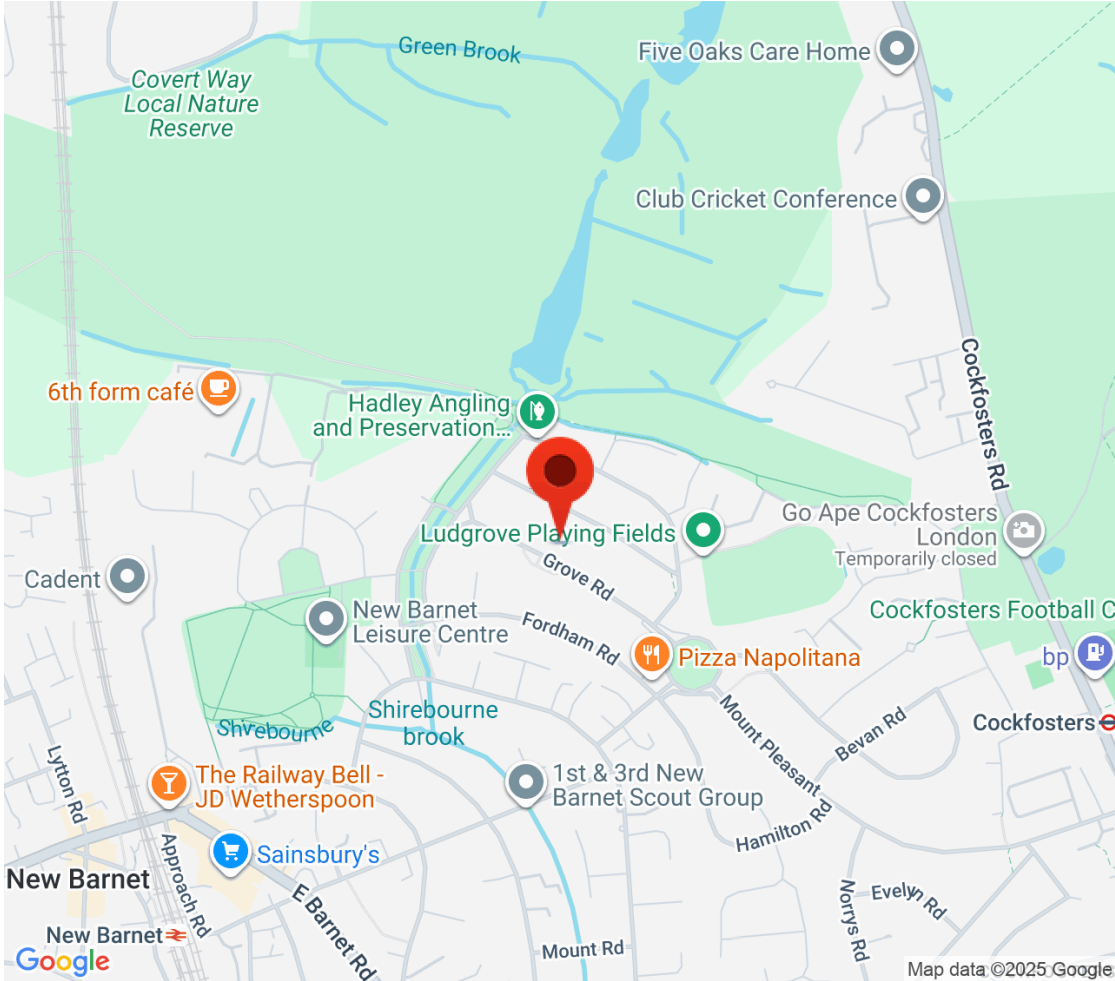 Green Brook
Five Oaks Care Home
Covert Way
Local Nature
Reserve
Club Cricket Conference
Cockfosters Rd
6th form café
Hadley Angling
and Preservation...
Go Ape Cockfosters
London
Temporarily closed
Ludgrove Playing Fields
Grove Rd
Cadent
New Barnet
Leisure Centre
Fordham Rd
Cockfosters Football C
Pizza Napolitana
bp
Shirebourne
brook
Shirebourne
Mount Pleasant
Bevan Rd
Cockfosters
Lytton Rd
The Railway Bell -
JD Wetherspoon
1st & 3rd New
Barnet Scout Group
Hamilton Rd
Approach Rd
Sainsbury's
New Barnet
E Barnet Rd
Evelyn Rd
Norrys Rd
New Barnet
Mount Rd
Google
Map data ©2025 Google